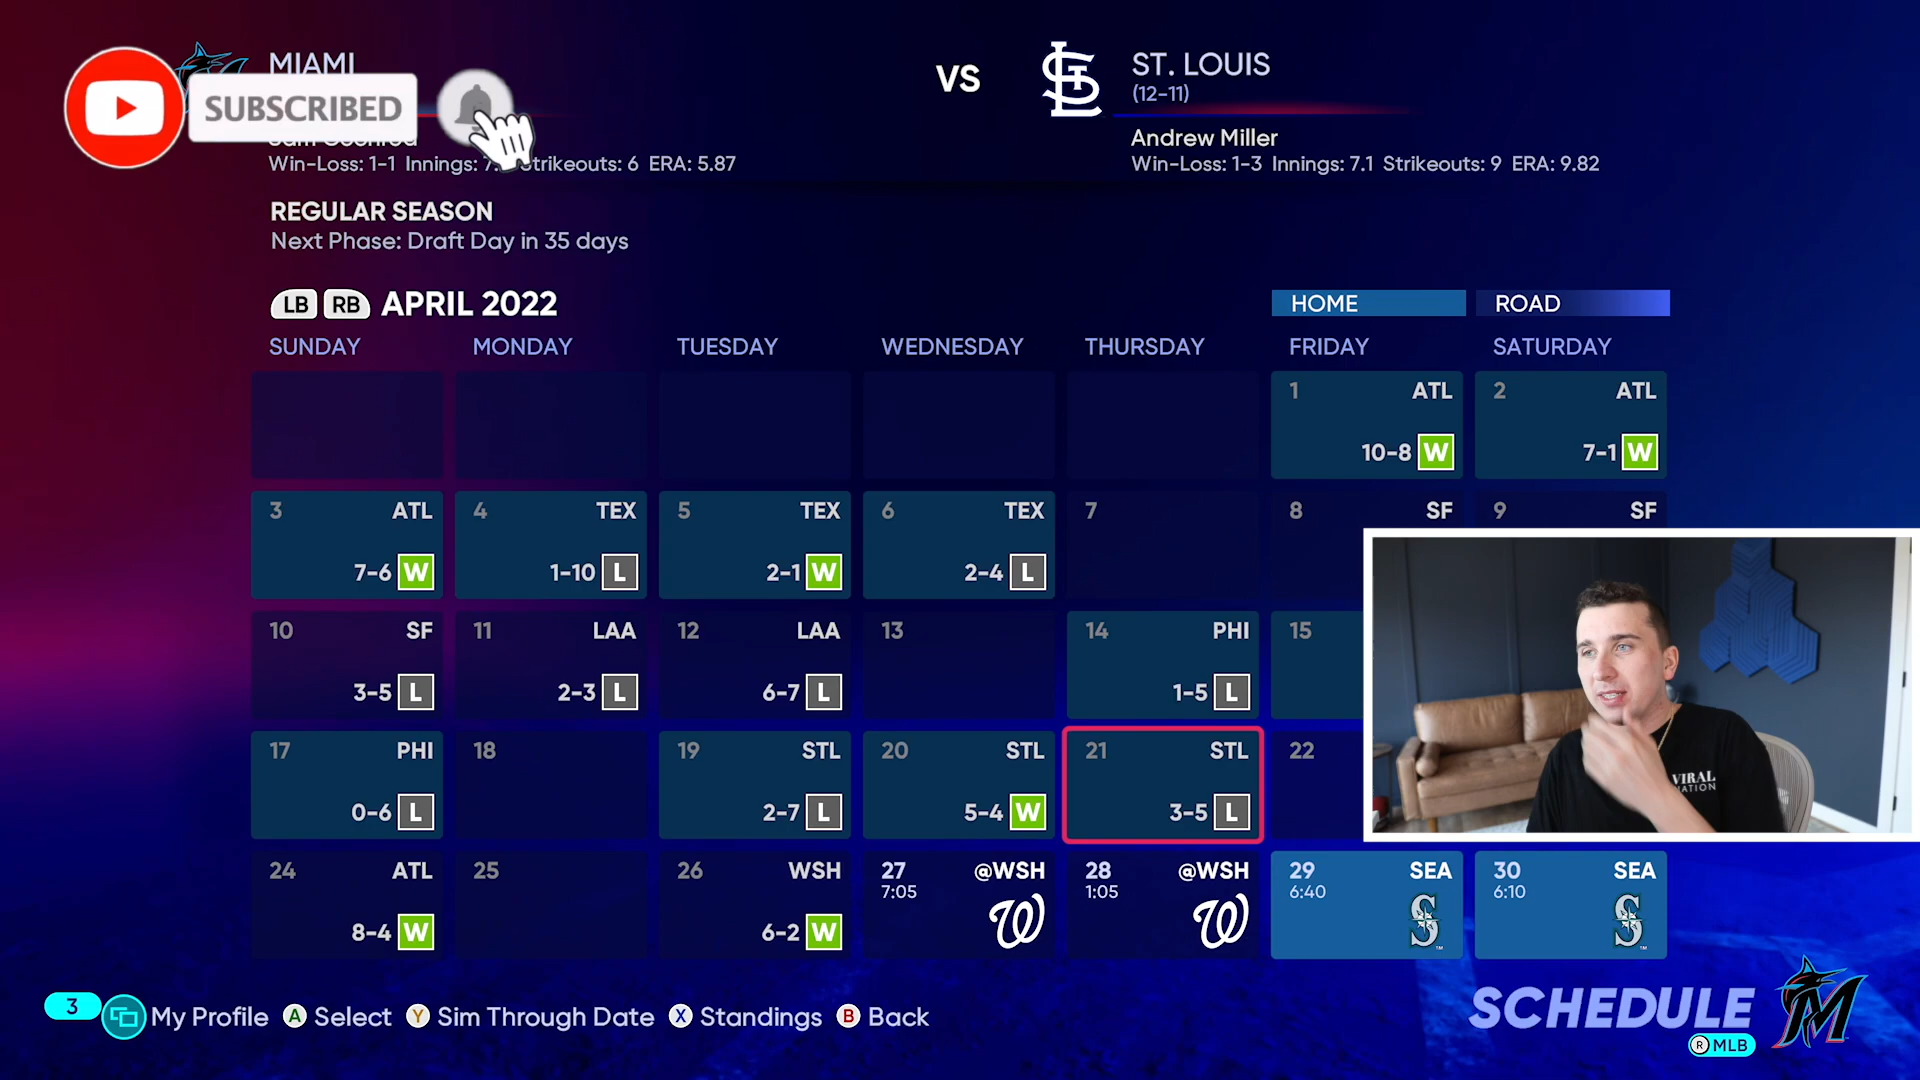 MIAMI
VS
ST. LOUIS
(12-11)
SUBSCRIBED
Andrew Miller
Win-Loss: 1-1 Innings: Strikeouts: 6 ERA: 5.87
Win-Loss: 1-3 Innings: 7.1 Strikeouts: 9 ERA: 9.82
REGULAR SEASON
Next Phase: Draft Day in 35 days
LB RB APRIL 2022
HOME ROAD
SUNDAY MONDAY TUESDAY WEDNESDAY THURSDAY FRIDAY SATURDAY
1 ATL 2 ATL
10-8 W 7-1 W
3 ATL 4 TEX 5 TEX 6 TEX 7 8 SF 9 SF
7-6 W 1-10 L 2-1 W 2-4 L
10 SF 11 LAA 12 LAA 13 14 PHI 15
3-5 L 2-3 L 6-7 L 1-5 L
17 PHI 18 19 STL 20 STL 21 STL 22
0-6 L 2-7 L 5-4 W 3-5 L
VIRAL
NATION
24 ATL 25 26 WSH 27 @WSH 28 @WSH 29 SEA 30 SEA
7:05 1:05 6:40 6:10
8-4 W 6-2 W
3 My Profile A Select Y Sim Through Date X Standings B Back
SCHEDULE
R MLB